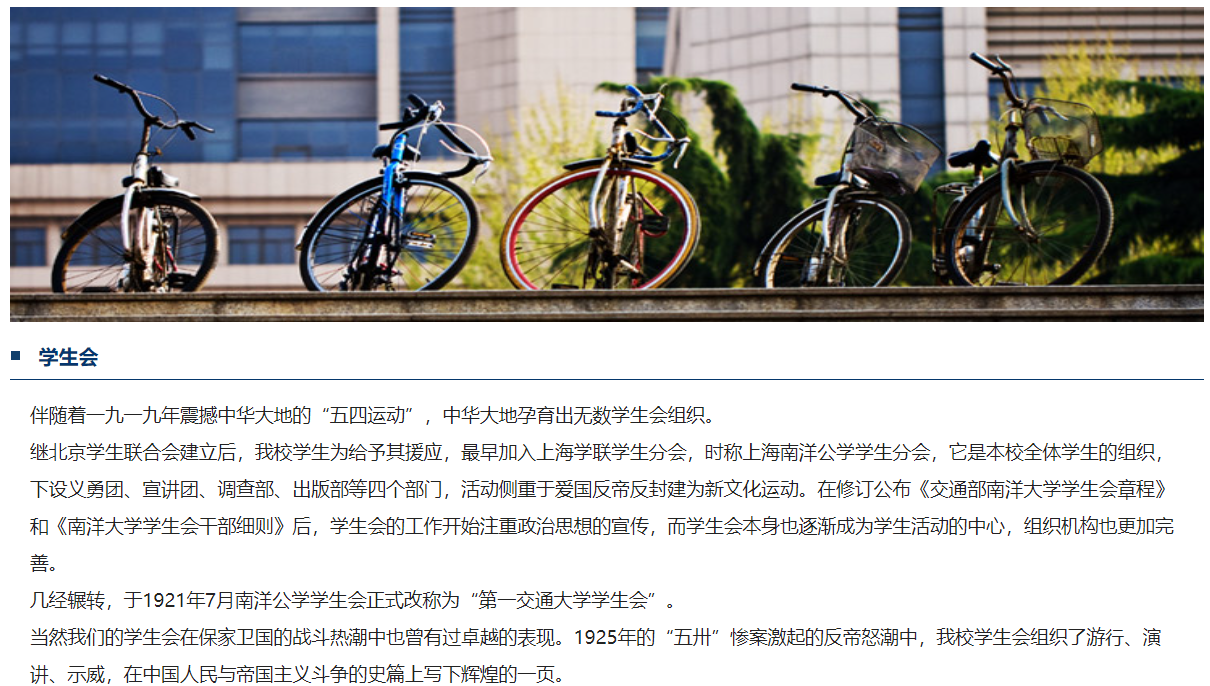 学生会
伴随着一九一九年震撼中华大地的“五四运动”，中华大地孕育出无数学生会组织。
继北京学生联合会建立后，我校学生为给予其援应，最早加入上海学联学生分会，时称上海南洋公学学生分会，它是本校全体学生的组织，
下设义勇团、宣讲团、调查部、出版部等四个部门，活动侧重于爱国反帝反封建为新文化运动。在修订公布《交通部南洋大学学生会章程》
和《南洋大学学生会干部细则》后，学生会的工作开始注重政治思想的宣传，而学生会本身也逐渐成为学生活动的中心，组织机构也更加完
善。
几经辗转，于1921年7月南洋公学学生会正式改称为“第一交通大学学生会”。
当然我们的学生会在保家卫国的战斗热潮中也曾有过卓越的表现。1925年的“五卅”惨案激起的反帝怒潮中，我校学生会组织了游行、演
讲、示威，在中国人民与帝国主义斗争的史篇上写下辉煌的一页。